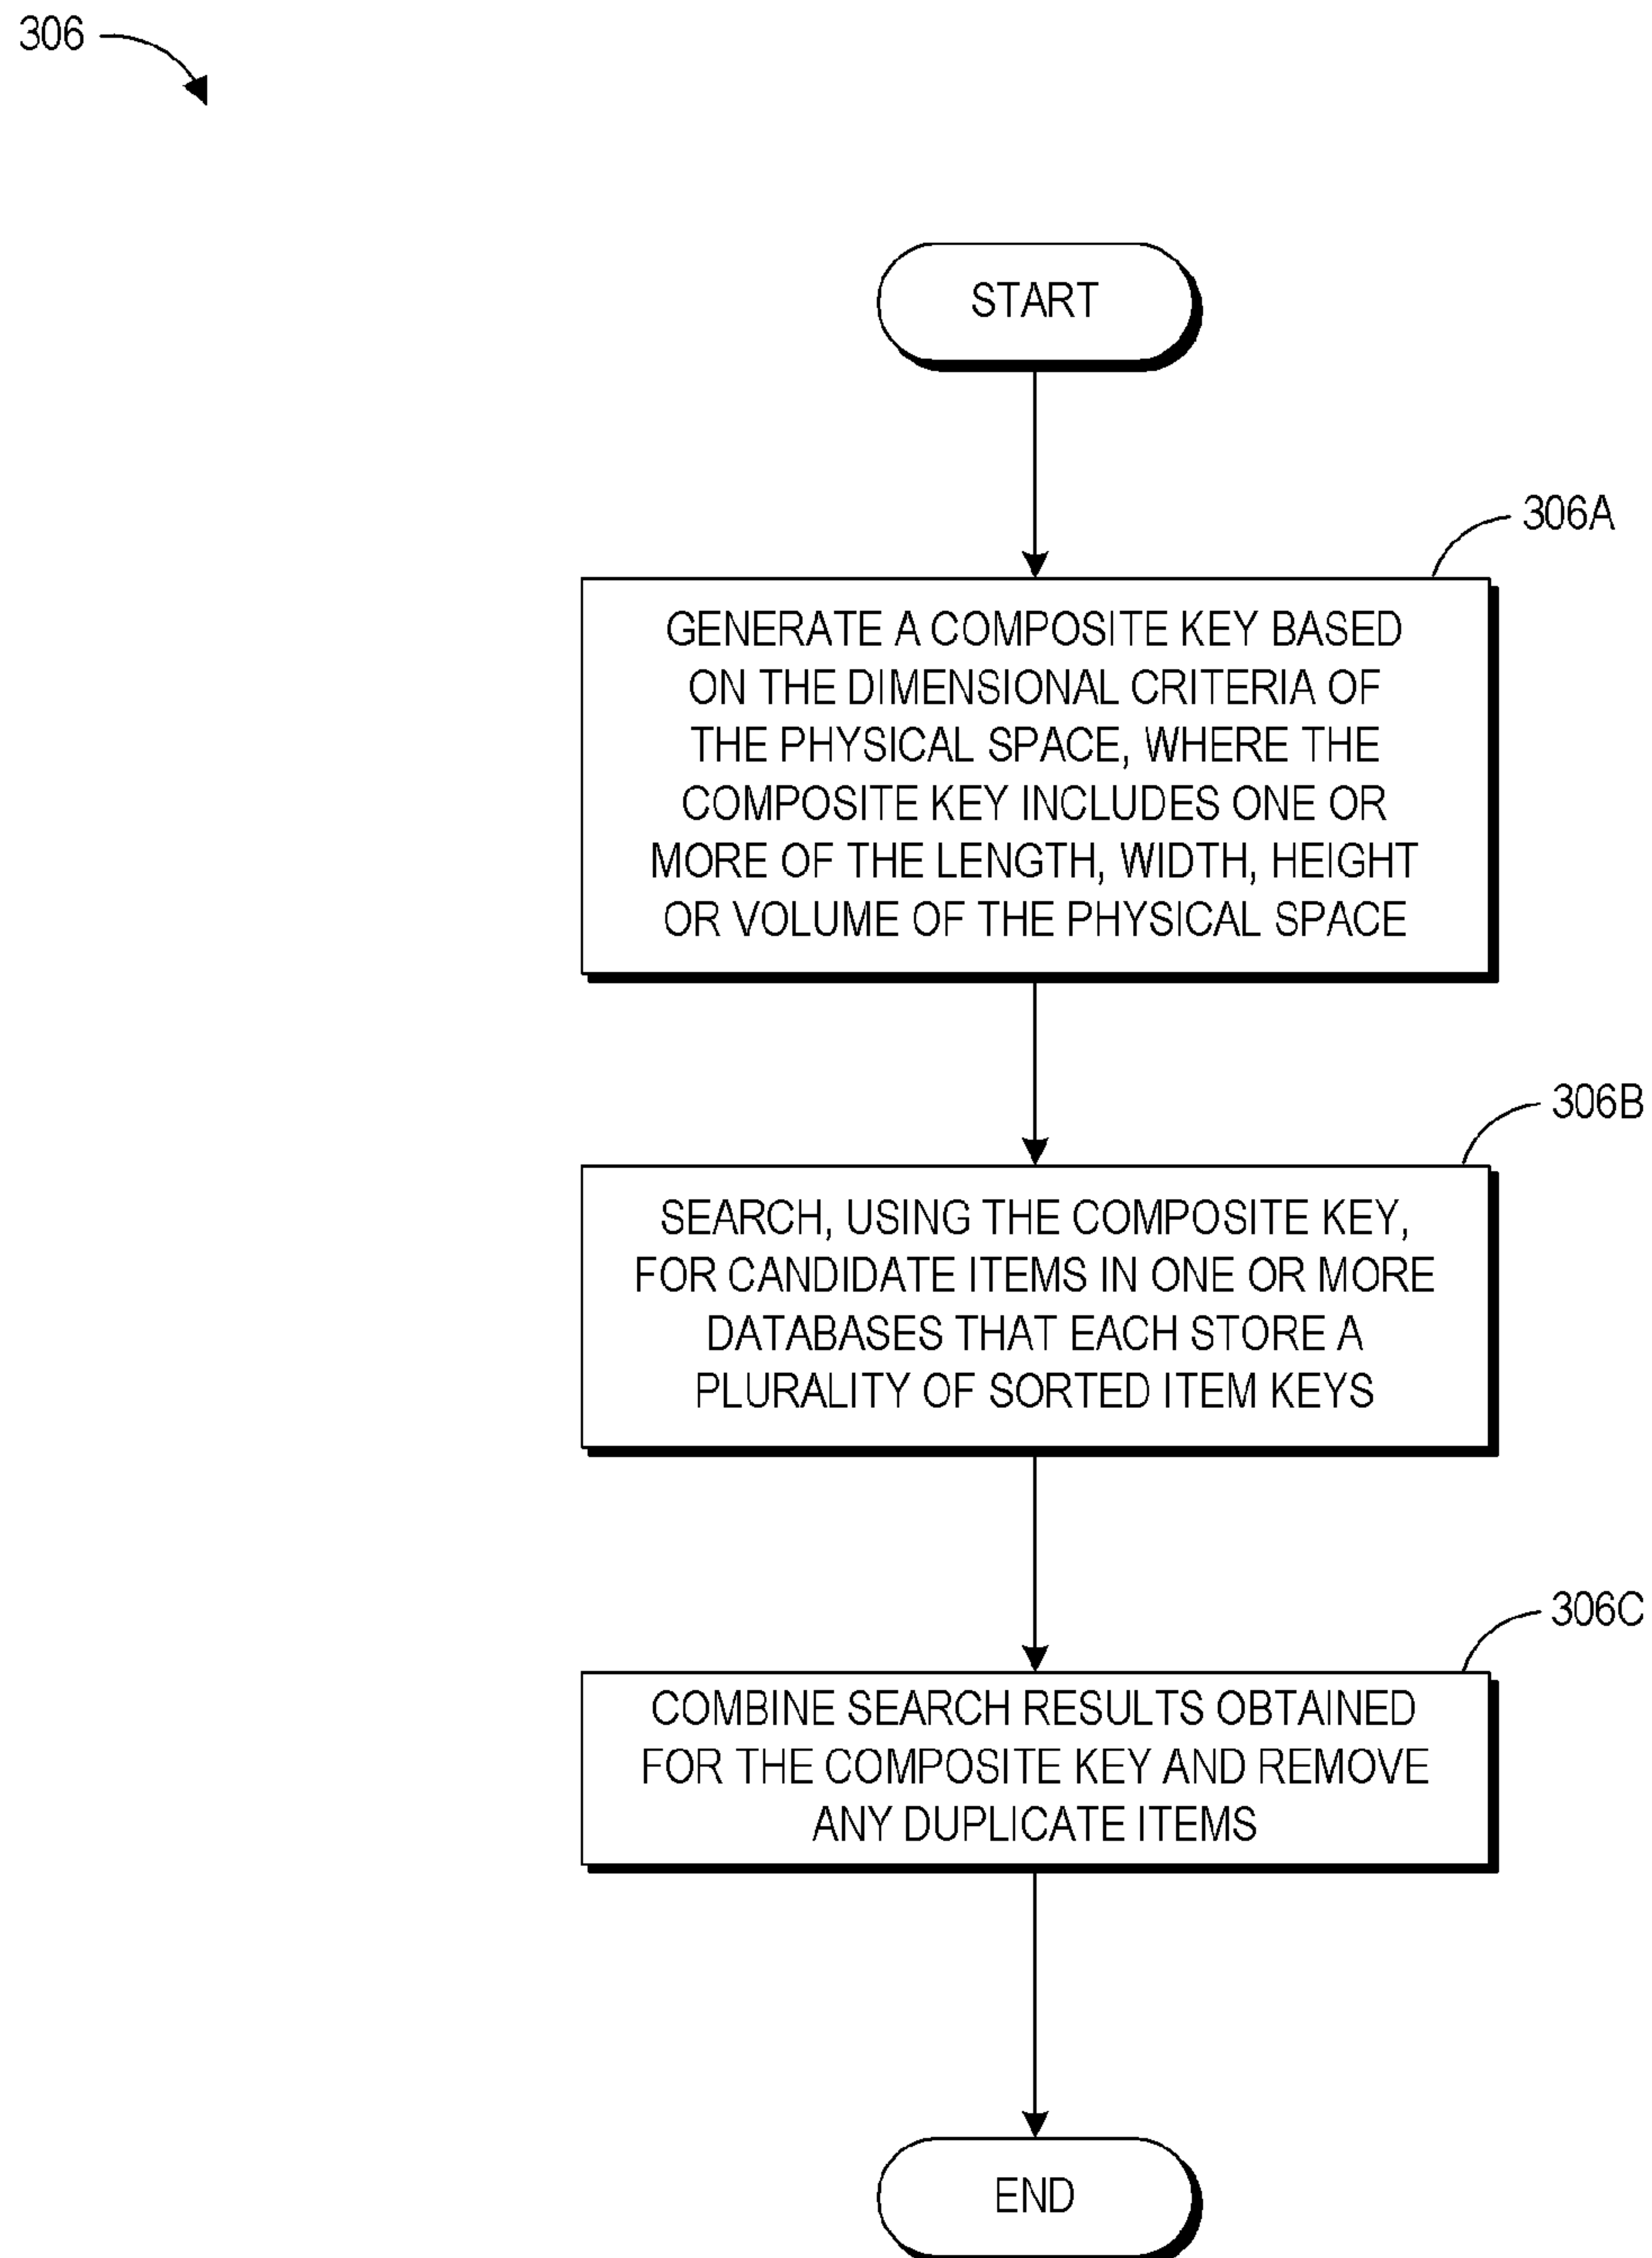 306
START
306A
GENERATE A COMPOSITE KEY BASED
ON THE DIMENSIONAL CRITERIA OF
THE PHYSICAL SPACE, WHERE THE
COMPOSITE KEY INCLUDES ONE OR
MORE OF THE LENGTH, WIDTH, HEIGHT
OR VOLUME OF THE PHYSICAL SPACE
306B
SEARCH, USING THE COMPOSITE KEY,
FOR CANDIDATE ITEMS IN ONE OR MORE
DATABASES THAT EACH STORE A
PLURALITY OF SORTED ITEM KEYS
306C
COMBINE SEARCH RESULTS OBTAINED
FOR THE COMPOSITE KEY AND REMOVE
ANY DUPLICATE ITEMS
END